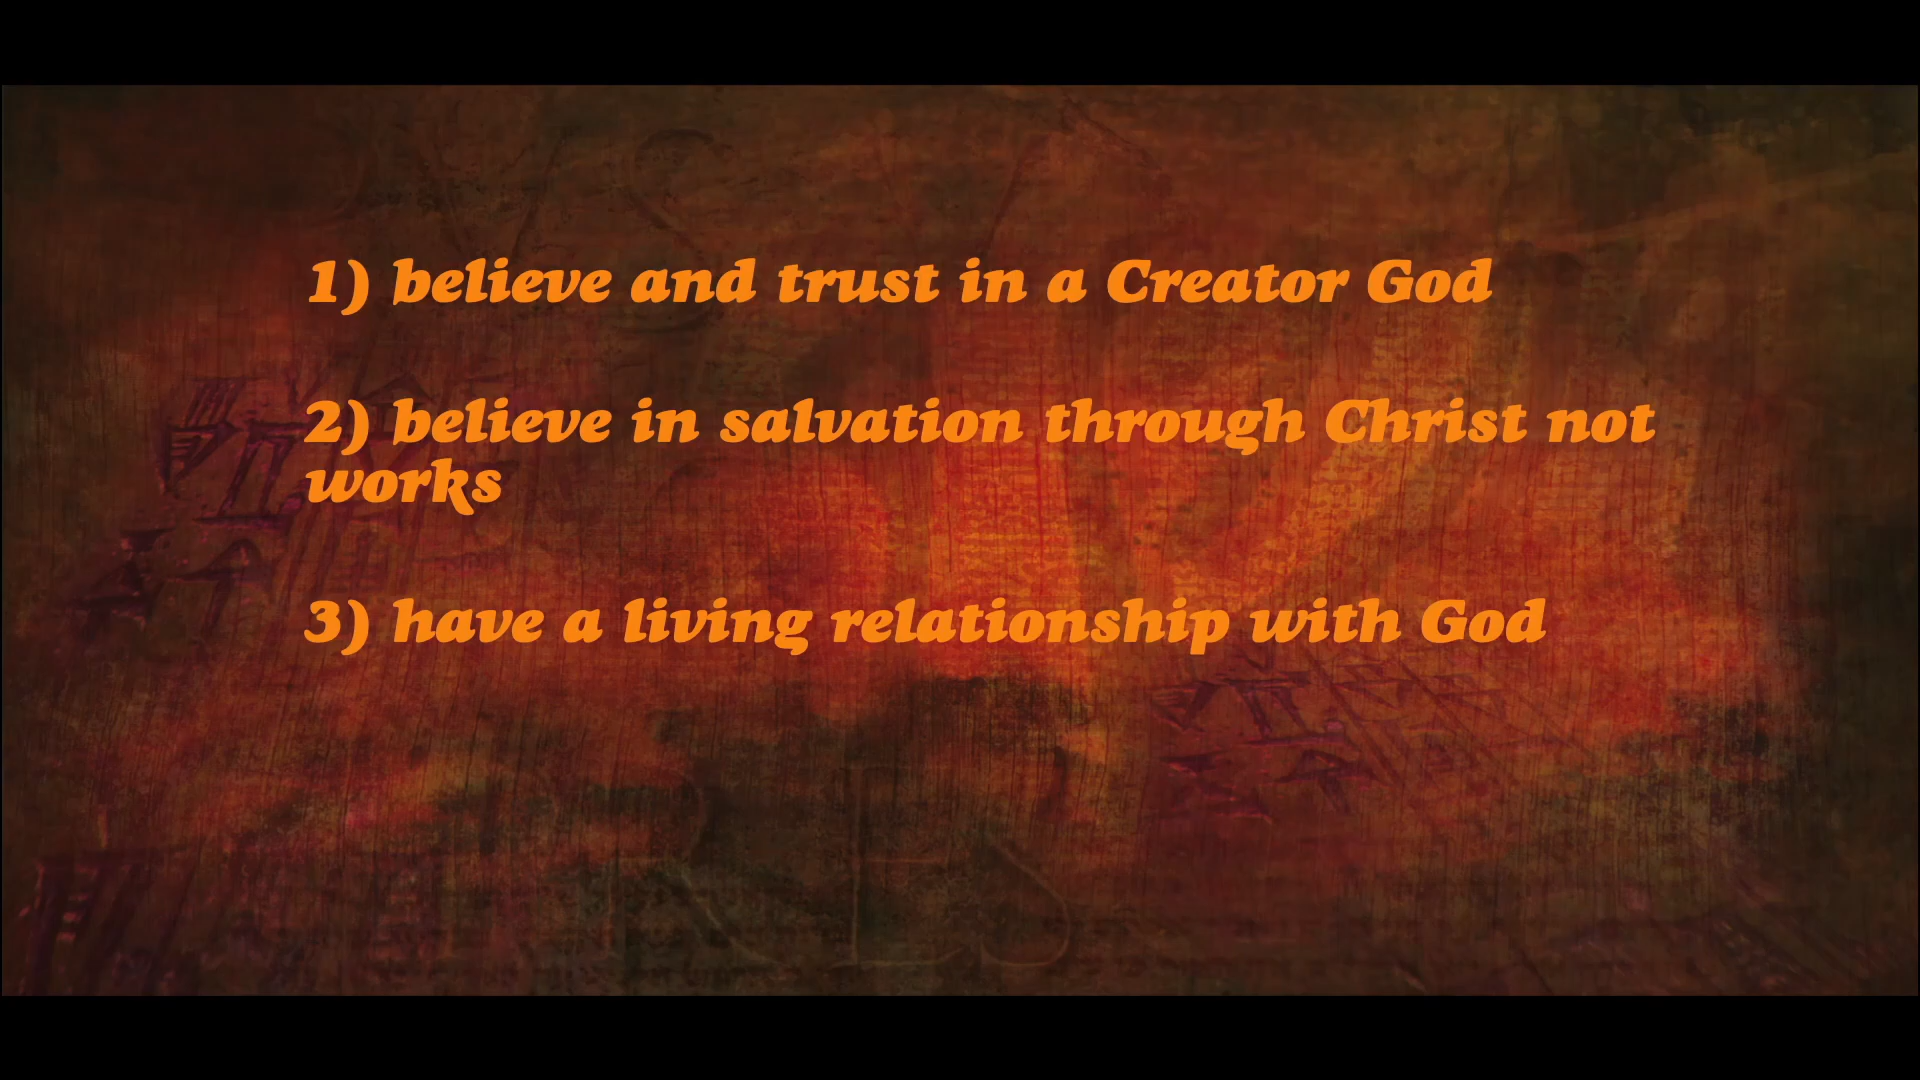 1) believe and trust in a Creator God
2) believe in salvation through Christ not
works
3) have a living relationship with God